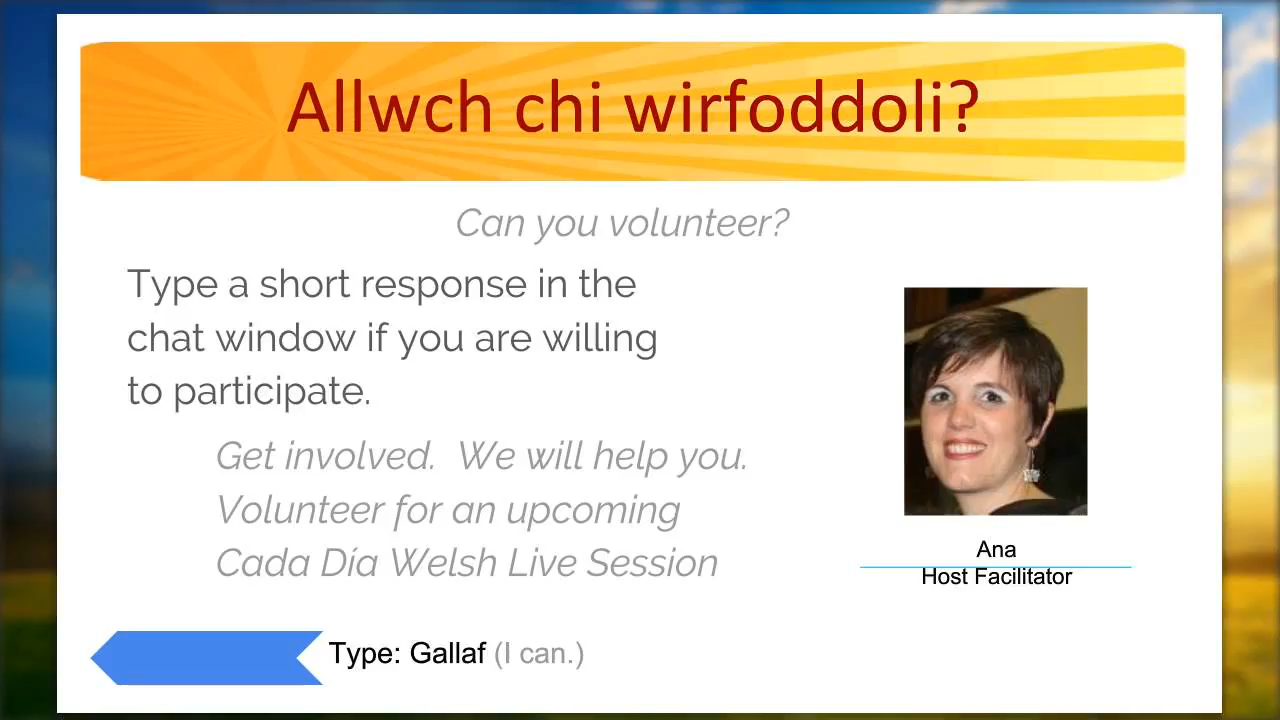 Allwch chi wirfoddoli?
Can you volunteer?
Type a short response in the
chat window if you are willing
to participate.
Get involved.  We will help you.
Volunteer for an upcoming
Cada Día Welsh Live Session
Ana
Host Facilitator
Type: Gallaf (I can.)